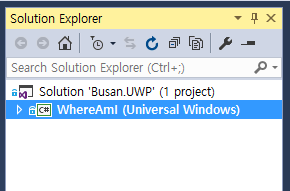 Solution Explorer
Search Solution Explorer (Ctrl+;)
Solution 'Busan.UWP' (1 project)
C# WhereAmI (Universal Windows)